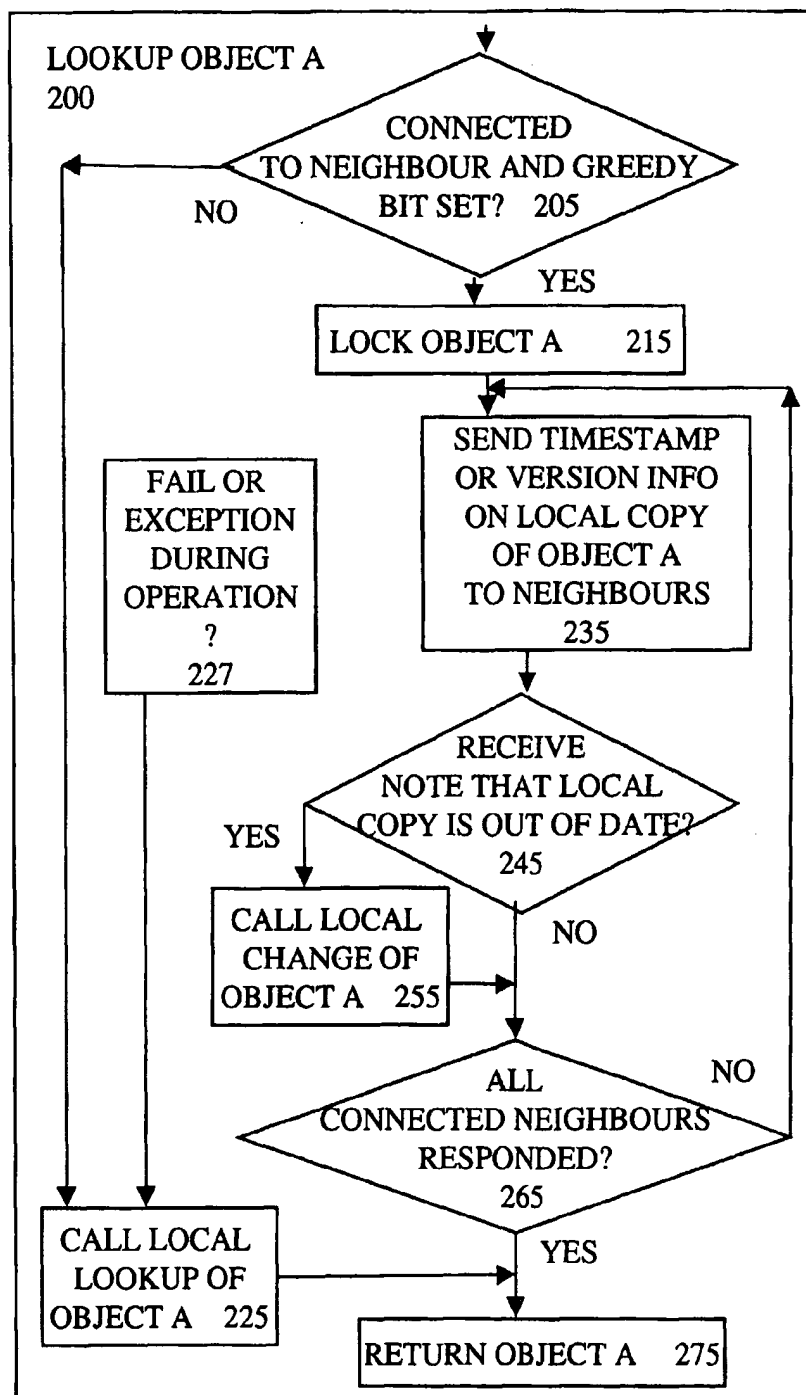 LOOKUP OBJECT A
200
CONNECTED
TO NEIGHBOUR AND GREEDY
BIT SET? 205
NO
YES
LOCK OBJECT A 215
SEND TIMESTAMP
OR VERSION INFO
ON LOCAL COPY
OF OBJECT A
TO NEIGHBOURS
235
FAIL OR
EXCEPTION
DURING
OPERATION
?
227
RECEIVE
NOTE THAT LOCAL
COPY IS OUT OF DATE?
245
YES
NO
CALL LOCAL
CHANGE OF
OBJECT A 255
ALL
CONNECTED NEIGHBOURS
RESPONDED?
265
NO
YES
CALL LOCAL
LOOKUP OF
OBJECT A 225
RETURN OBJECT A 275